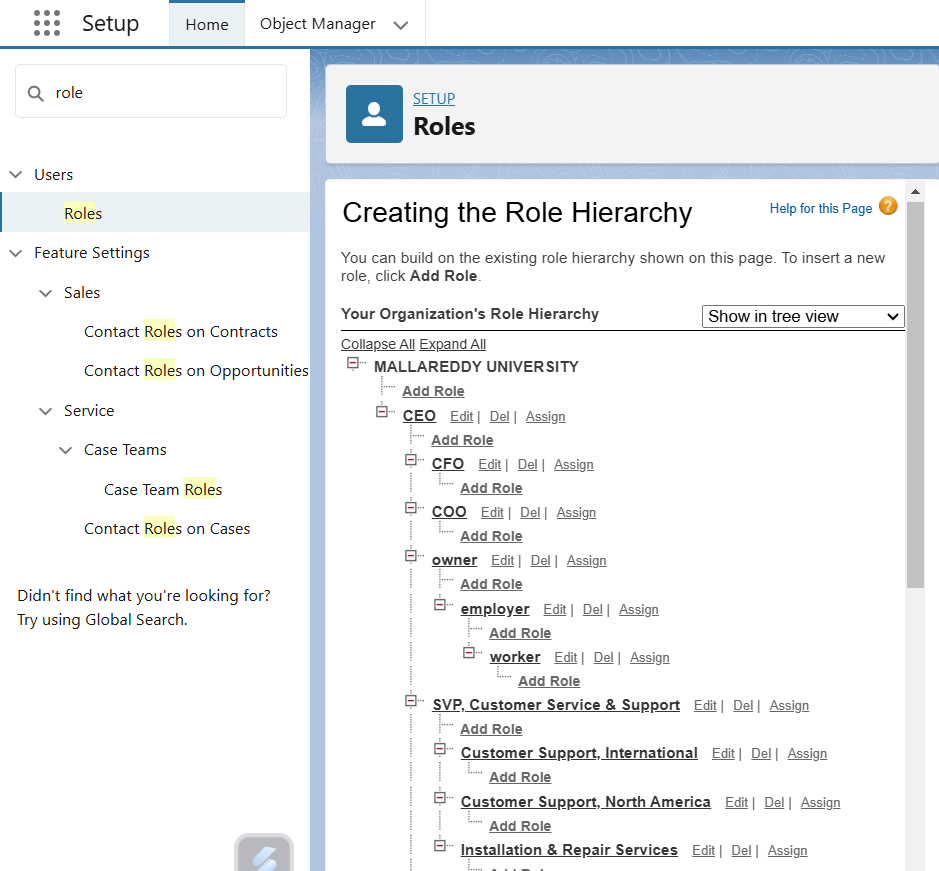 Setup
Home
Object Manager
role
Users
Roles
Feature Settings
Sales
Contact Roles on Contracts
Contact Roles on Opportunities
Service
Case Teams
Case Team Roles
Contact Roles on Cases
Didn't find what you're looking for?
Try using Global Search.
SETUP
Roles
Creating the Role Hierarchy
Help for this Page ?
You can build on the existing role hierarchy shown on this page. To insert a new
role, click Add Role.
Your Organization's Role Hierarchy
Show in tree view
Collapse All Expand All
MALLAREDDY UNIVERSITY
Add Role
CEO Edit | Del | Assign
Add Role
CFO Edit | Del | Assign
Add Role
COO Edit | Del | Assign
Add Role
owner Edit | Del | Assign
Add Role
employer Edit | Del | Assign
Add Role
worker Edit | Del | Assign
Add Role
SVP, Customer Service & Support Edit | Del | Assign
Add Role
Customer Support, International Edit | Del | Assign
Add Role
Customer Support, North America Edit | Del | Assign
Add Role
Installation & Repair Services Edit | Del | Assign